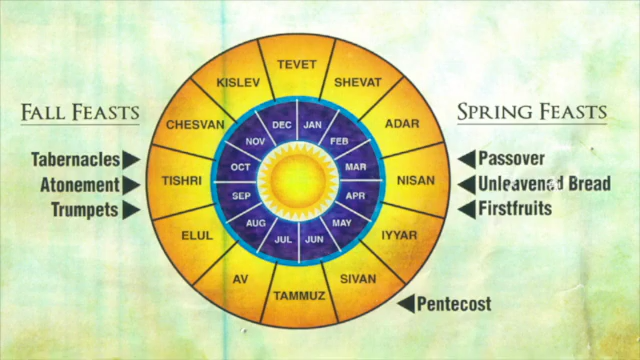 FALL FEASTS
Tabernacles
Atonement
Trumpets
SPRING FEASTS
Passover
Unleavened Bread
Firstfruits
Pentecost
TEVET
SHEVAT
ADAR
NISAN
IYYAR
SIVAN
TAMMUZ
AV
ELUL
TISHRI
CHESVAN
KISLEV
JAN
FEB
MAR
APR
MAY
JUN
JUL
AUG
SEP
OCT
NOV
DEC